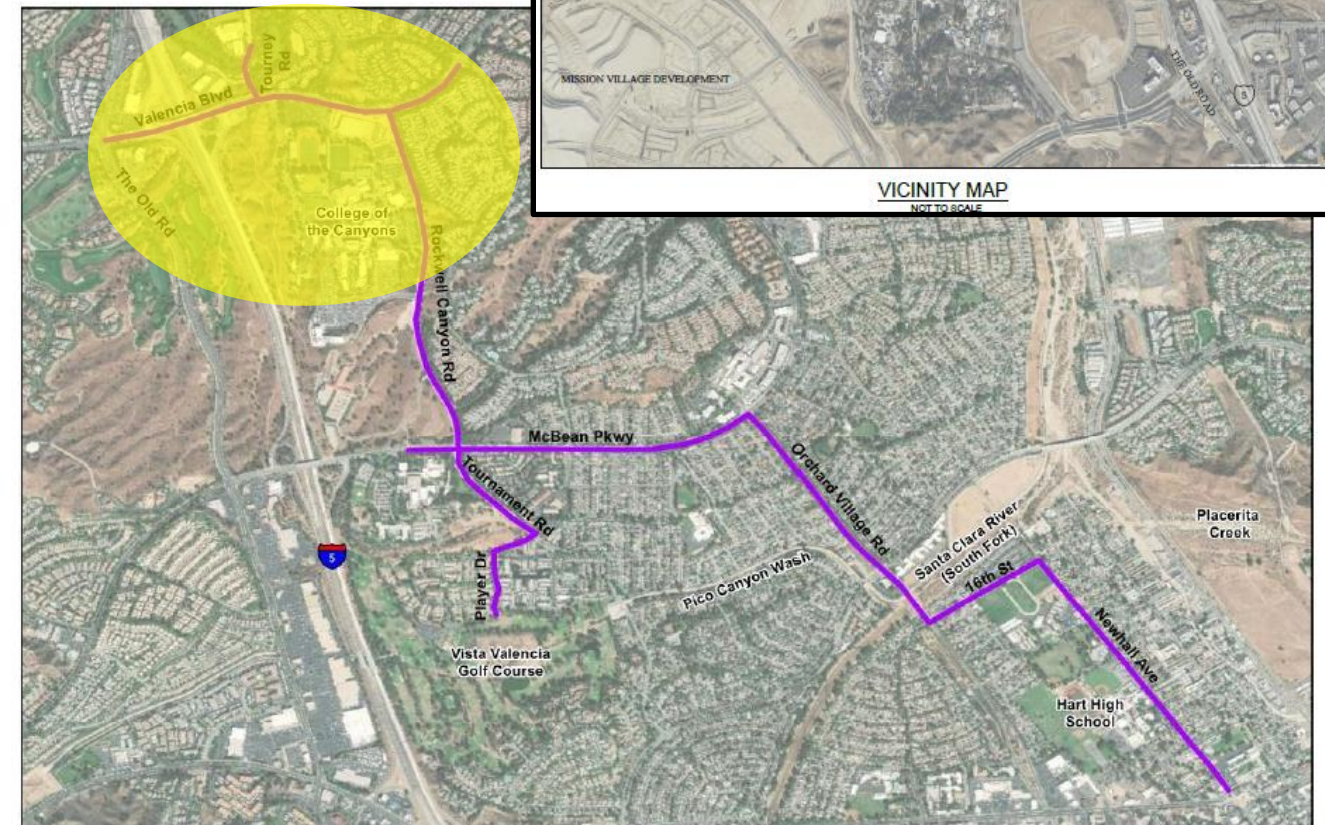 MISSION VILLAGE DEVELOPMENT
THE OLD ROAD
5
VICINITY MAP
NOT TO SCALE
Tourney
Rd
Valencia Blvd
The Old Rd
College of
the Canyons
Rockwell Canyon Rd
McBean Pkwy
Tournament Rd
Orchard Village Rd
Santa Clara River
(South Fork)
Placerita
Creek
16th St
5
Player Dr
Pico Canyon Wash
Newhall Ave
Vista Valencia
Golf Course
Hart High
School